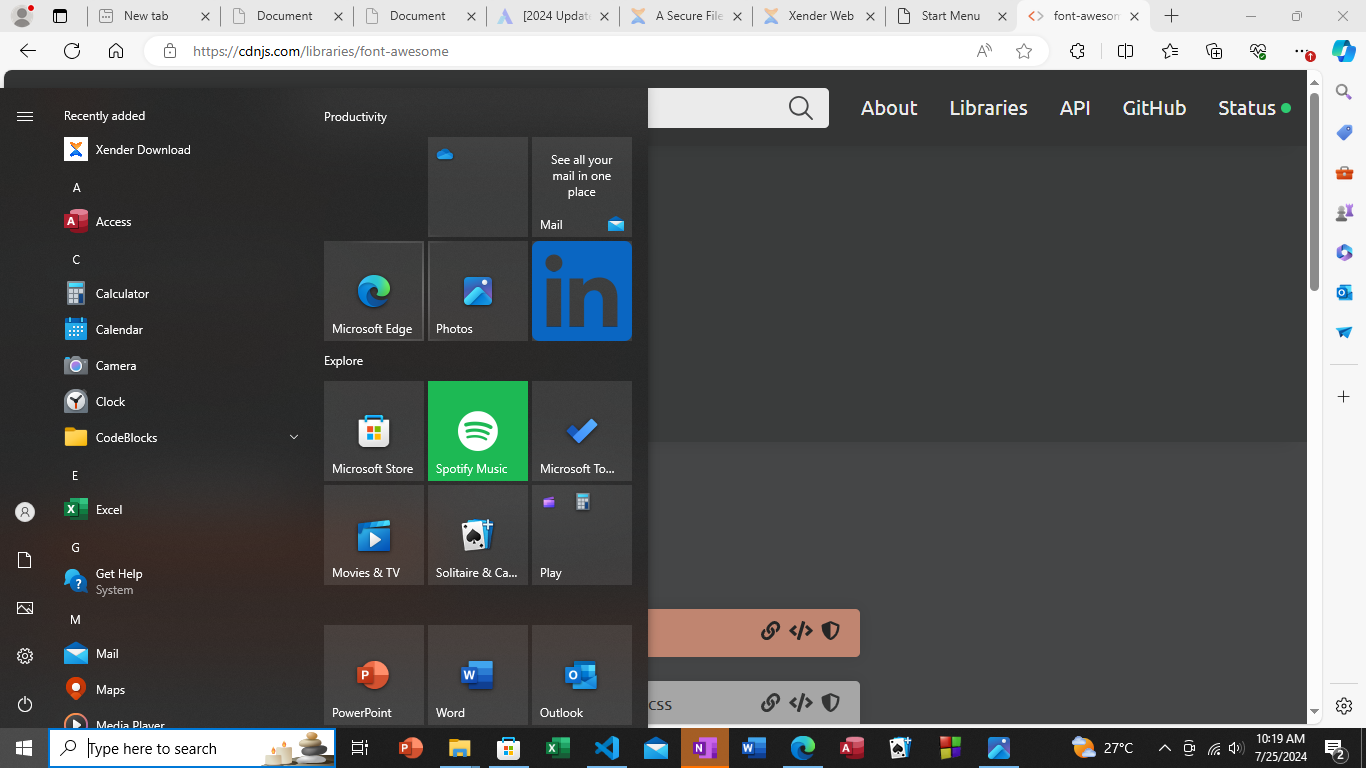 New tab
Document
Document
[2024 Updat
A Secure File
Xender Web
Start Menu
font-awesom
https://cdnjs.com/libraries/font-awesome
About
Libraries
API
GitHub
Status
Recently added
Xender Download
A
Access
C
Calculator
Calendar
Camera
Clock
CodeBlocks
E
Excel
G
Get Help
System
M
Mail
Maps
Media Player
Productivity
See all your
mail in one
place
Mail
Microsoft Edge
Photos
in
Explore
Microsoft Store
Spotify Music
Microsoft To...
Movies & TV
Solitaire & Ca...
Play
PowerPoint
Word
Outlook
css
Type here to search
27°C
10:19 AM
7/25/2024
2